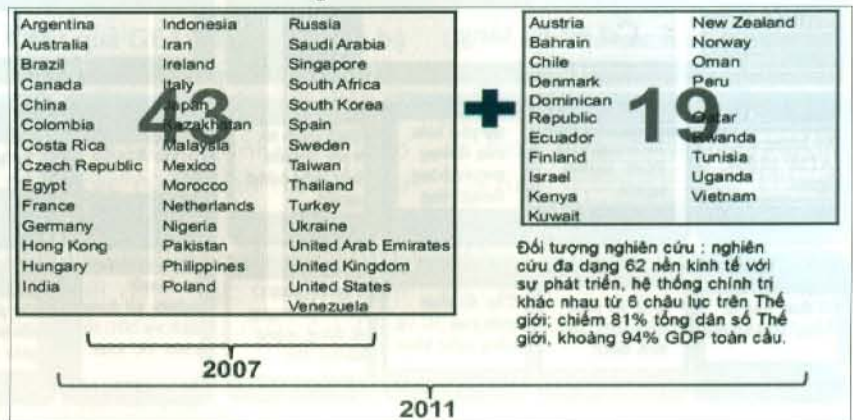 Argentina
Australia
Brazil
Canada
China
Colombia
Costa Rica
Czech Republic
Egypt
France
Germany
Hong Kong
Hungary
India
Indonesia
Iran
Ireland
Italy
Japan
Kazakhatan
Malaysia
Mexico
Morocco
Netherlands
Nigeria
Pakistan
Philippines
Poland
Russia
Saudi Arabia
Singapore
South Africa
South Korea
Spain
Sweden
Taiwan
Thailand
Turkey
Ukraine
United Arab Emirates
United Kingdom
United States
Venezuela
43
+
Austria
Bahrain
Chile
Denmark
Dominican
Republic
Ecuador
Finland
Israel
Kenya
Kuwait
New Zealand
Norway
Oman
Peru
Qatar
Rwanda
Tunisia
Uganda
Vietnam
19
Đối tượng nghiên cứu : nghiên
cứu đa dạng 62 nền kinh tế với
sự phát triển, hệ thống chính trị
khác nhau từ 6 châu lục trên Thế
giới; chiếm 81% tổng dân số Thế
giới, khoảng 94% GDP toàn cầu.
2007
2011